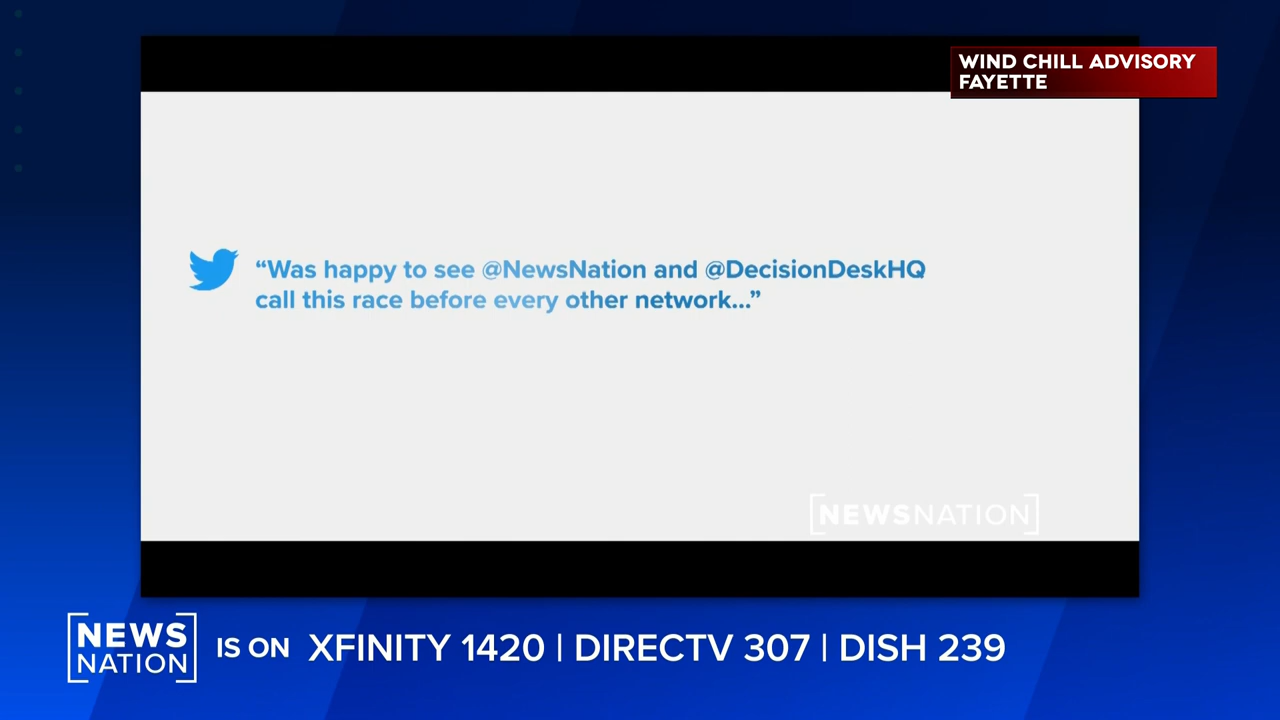 WIND CHILL ADVISORY
FAYETTE
“Was happy to see @NewsNation and @DecisionDeskHQ
call this race before every other network...”
NEWSNATION
NEWS
NATION
IS ON XFINITY 1420 | DIRECTV 307 | DISH 239